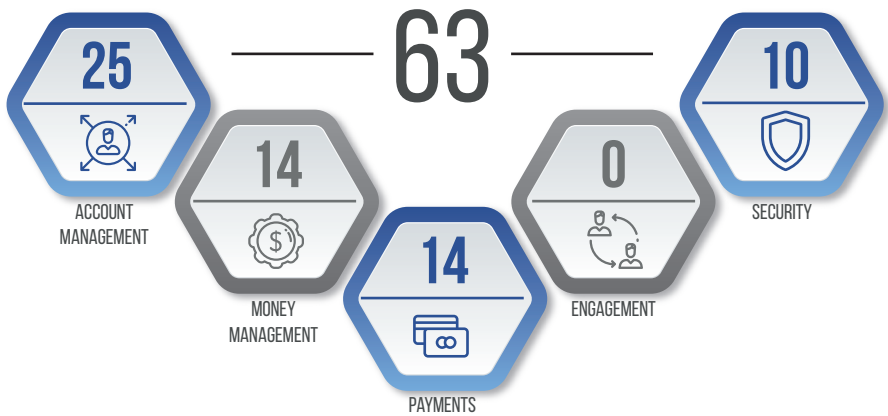 63
25
ACCOUNT
MANAGEMENT
14
$
MONEY
MANAGEMENT
14
PAYMENTS
0
ENGAGEMENT
10
SECURITY